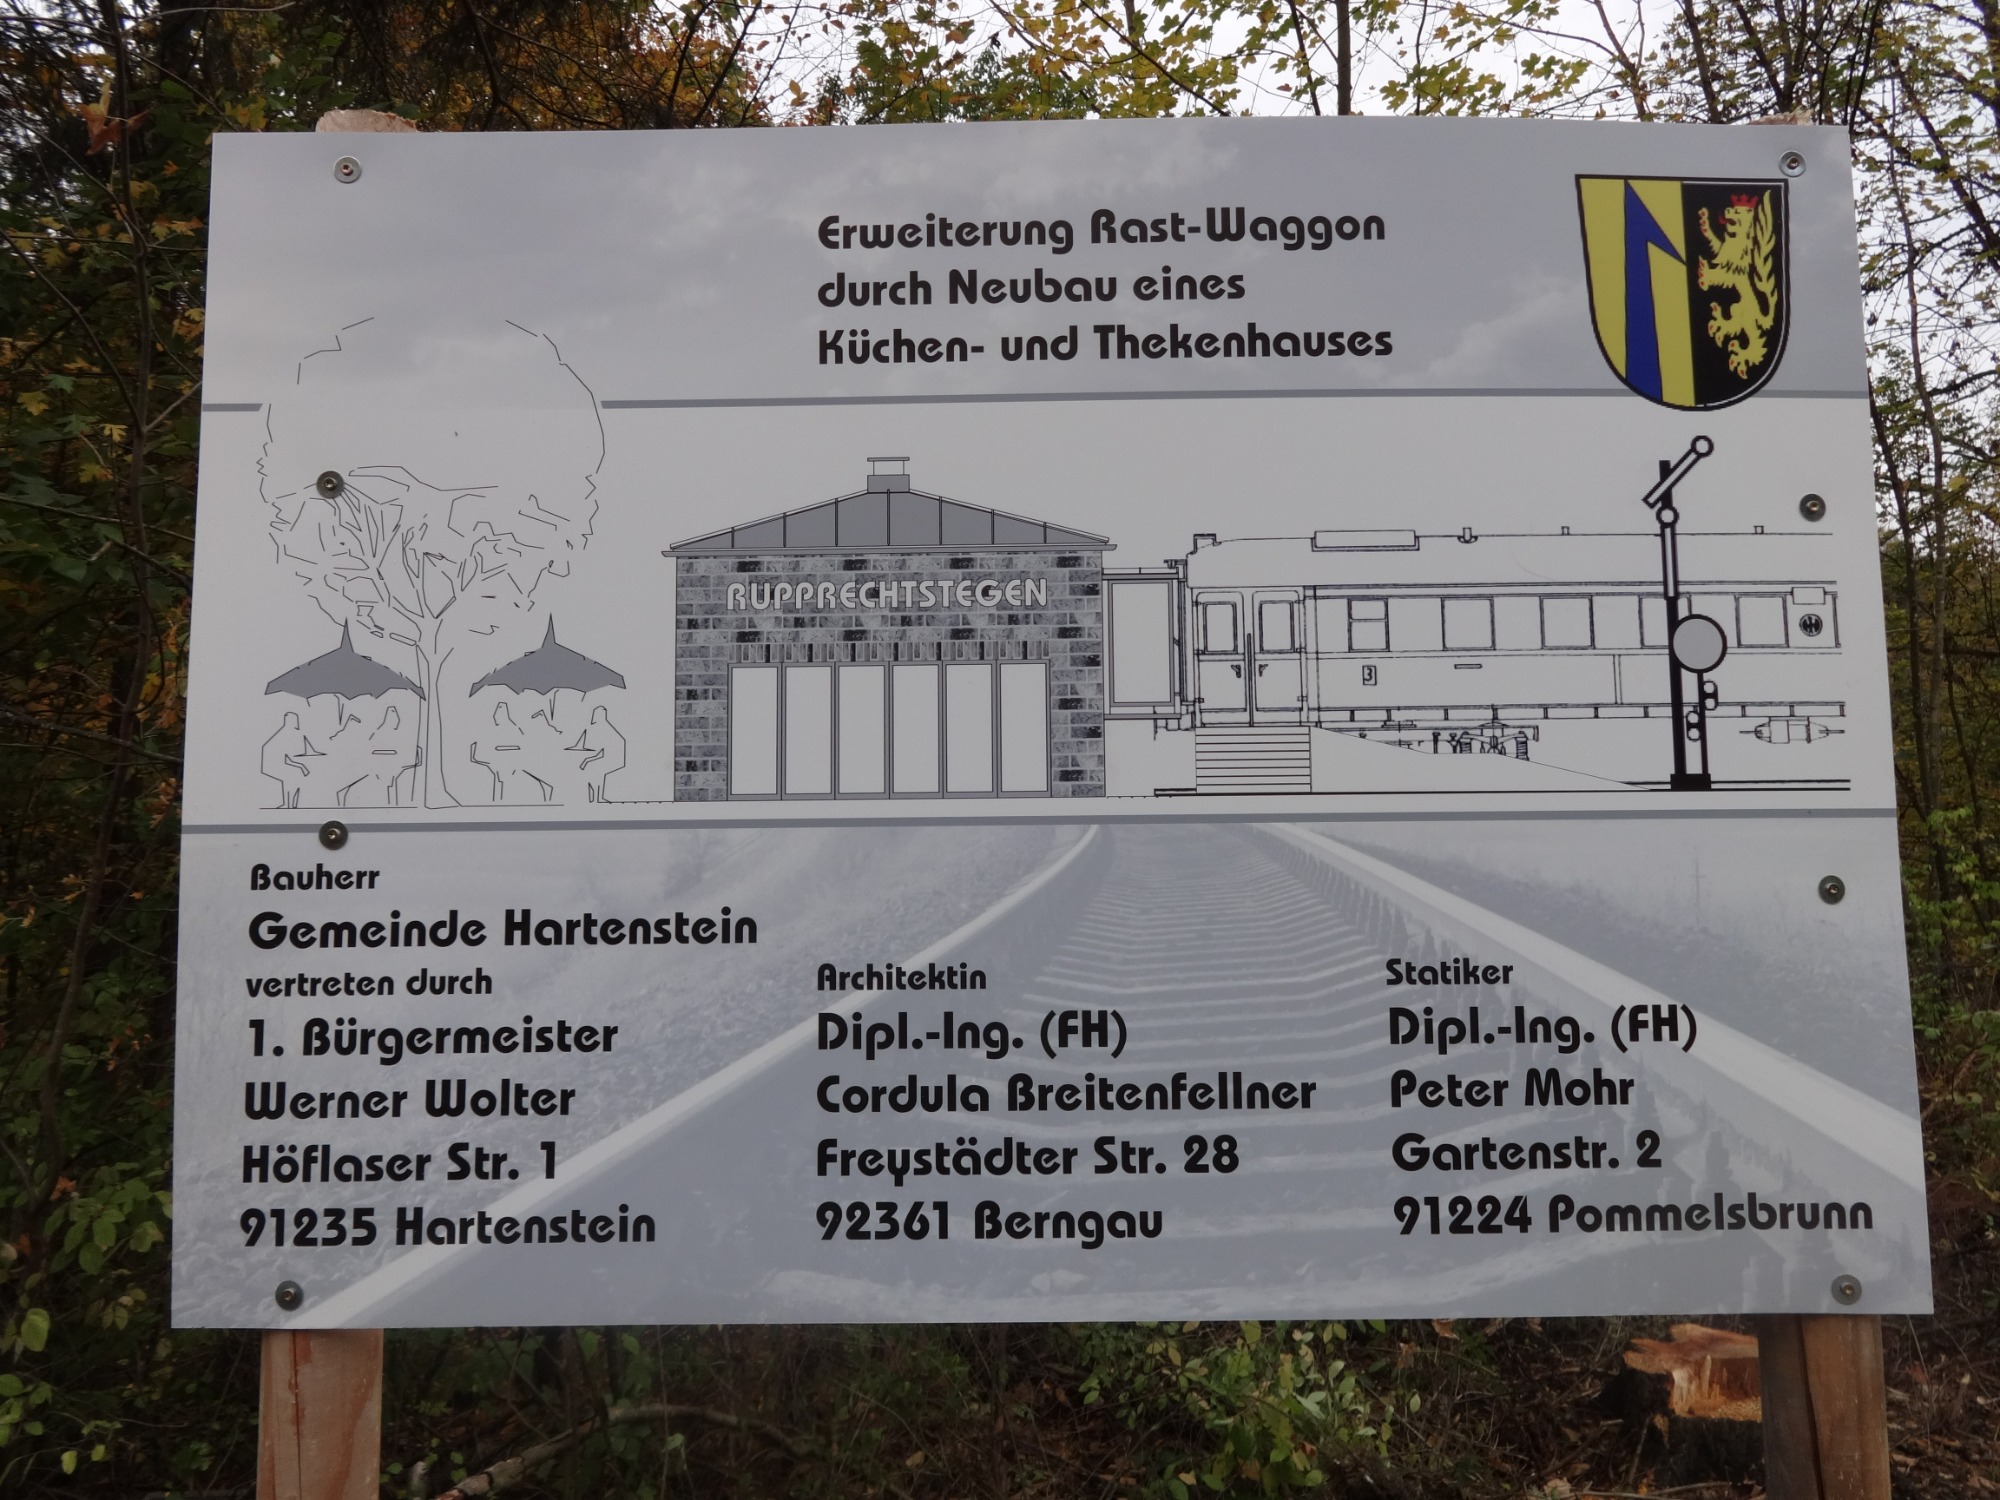 Erweiterung Rast-Waggon
durch Neubau eines
Küchen- und Thekenhauses
RUPPRECHTSTEGEN
3
Bauherr
Gemeinde Hartenstein
vertreten durch
1. Bürgermeister
Werner Wolter
Höflaser Str. 1
91235 Hartenstein
Architektin
Dipl.-Ing. (FH)
Cordula Breitenfellner
Freystädter Str. 28
92361 Berngau
Statiker
Dipl.-Ing. (FH)
Peter Mohr
Gartenstr. 2
91224 Pommelsbrunn